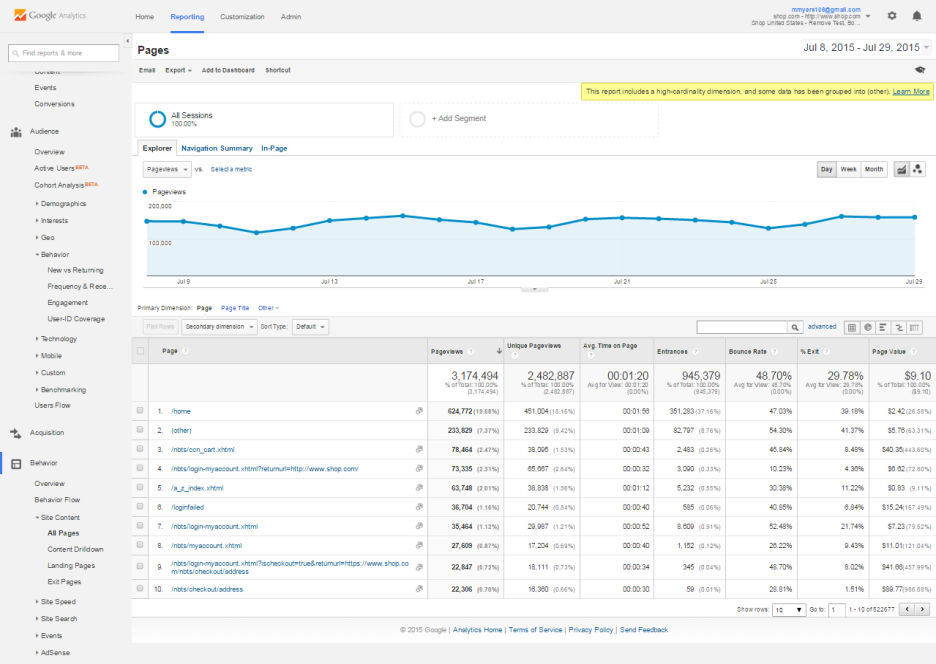 Google Analytics
Home Reporting Customization Admin
mmyers108@gmail.com
shop.com - http://www.shop.com
Shop United States - Remove Test, Bo...
Find reports & more
Content
Events
Conversions
Audience
Overview
Active Users BETA
Cohort Analysis BETA
Demographics
Interests
Geo
Behavior
New vs Returning
Frequency & Rece...
Engagement
User-ID Coverage
Technology
Mobile
Custom
Benchmarking
Users Flow
Acquisition
Behavior
Overview
Behavior Flow
Site Content
All Pages
Content Drilldown
Landing Pages
Exit Pages
Site Speed
Site Search
Events
AdSense
Pages
Jul 8, 2015 - Jul 29, 2015
Email Export Add to Dashboard Shortcut
This report includes a high-cardinality dimension, and some data has been grouped into (other). Learn More
All Sessions
100.00%
+ Add Segment
Explorer Navigation Summary In-Page
Pageviews vs. Select a metric
Day Week Month
Pageviews
200,000
100,000
Jul 9 Jul 13 Jul 17 Jul 21 Jul 25 Jul 29
Primary Dimension: Page Page Title Other
Plot Rows Secondary dimension Sort Type: Default advanced
Page Pageviews Unique Pageviews Avg. Time on Page Entrances Bounce Rate % Exit Page Value
3,174,494 2,482,887 00:01:20 945,379 48.70% 29.78% $9.10
% of Total: 100.00% % of Total: 100.00% Avg for View: 00:01:20 % of Total: 100.00% Avg for View: 48.70% Avg for View: 29.78% % of Total: 100.00%
(3,174,494) (2,482,887) (0.00%) (945,379) (0.00%) (0.00%) ($9.10)
1. /home 624,772 (19.68%) 451,004 (18.16%) 00:01:56 351,283 (37.16%) 47.03% 39.18% $2.42 (26.58%)
2. (other) 233,829 (7.37%) 233,829 (9.42%) 00:01:09 82,797 (8.76%) 54.30% 41.37% $5.76 (63.31%)
3. /nbts/ccn_cart.xhtml 78,464 (2.47%) 38,095 (1.53%) 00:00:43 2,483 (0.26%) 46.84% 8.48% $40.35 (443.60%)
4. /nbts/login-myaccount.xhtml?returnurl=http://www.shop.com/ 73,335 (2.31%) 65,667 (2.64%) 00:00:32 3,090 (0.33%) 10.23% 4.36% $6.62 (72.80%)
5. /a_z_index.xhtml 63,748 (2.01%) 38,838 (1.56%) 00:01:12 5,232 (0.55%) 30.38% 11.22% $0.83 (9.11%)
6. /loginfailed 36,704 (1.16%) 20,744 (0.84%) 00:00:40 585 (0.06%) 40.85% 6.94% $15.24 (167.49%)
7. /nbts/login-myaccount.xhtml 35,464 (1.12%) 29,987 (1.21%) 00:00:52 8,609 (0.91%) 52.48% 21.74% $7.23 (79.52%)
8. /nbts/myaccount.xhtml 27,609 (0.87%) 17,204 (0.69%) 00:00:40 1,152 (0.12%) 26.22% 9.43% $11.01 (121.04%)
9. /nbts/login-myaccount.xhtml?ischeckout=true&returnurl=https://www.shop.co
m/nbts/checkout/address 22,847 (0.72%) 18,111 (0.73%) 00:00:34 345 (0.04%) 48.70% 8.02% $41.66 (457.99%)
10. /nbts/checkout/address 22,306 (0.70%) 16,360 (0.66%) 00:00:30 59 (0.01%) 28.81% 1.51% $89.77 (986.88%)
Show rows: 10 Go to: 1 1 - 10 of 522677
© 2015 Google | Analytics Home | Terms of Service | Privacy Policy | Send Feedback